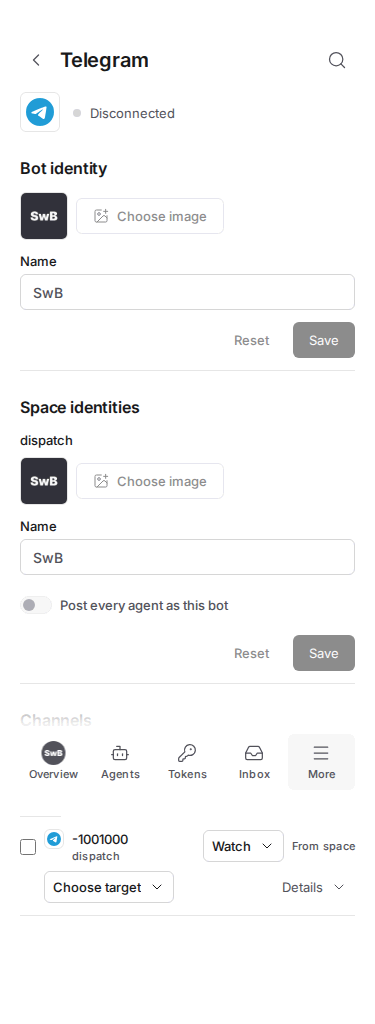 Telegram
Disconnected
Bot identity
SwB
Choose image
Name
SwB
Reset
Save
Space identities
dispatch
SwB
Choose image
Name
SwB
Post every agent as this bot
Reset
Save
Channels
SwB
Overview
Agents
Tokens
Inbox
More
-1001000
dispatch
Watch
From space
Choose target
Details